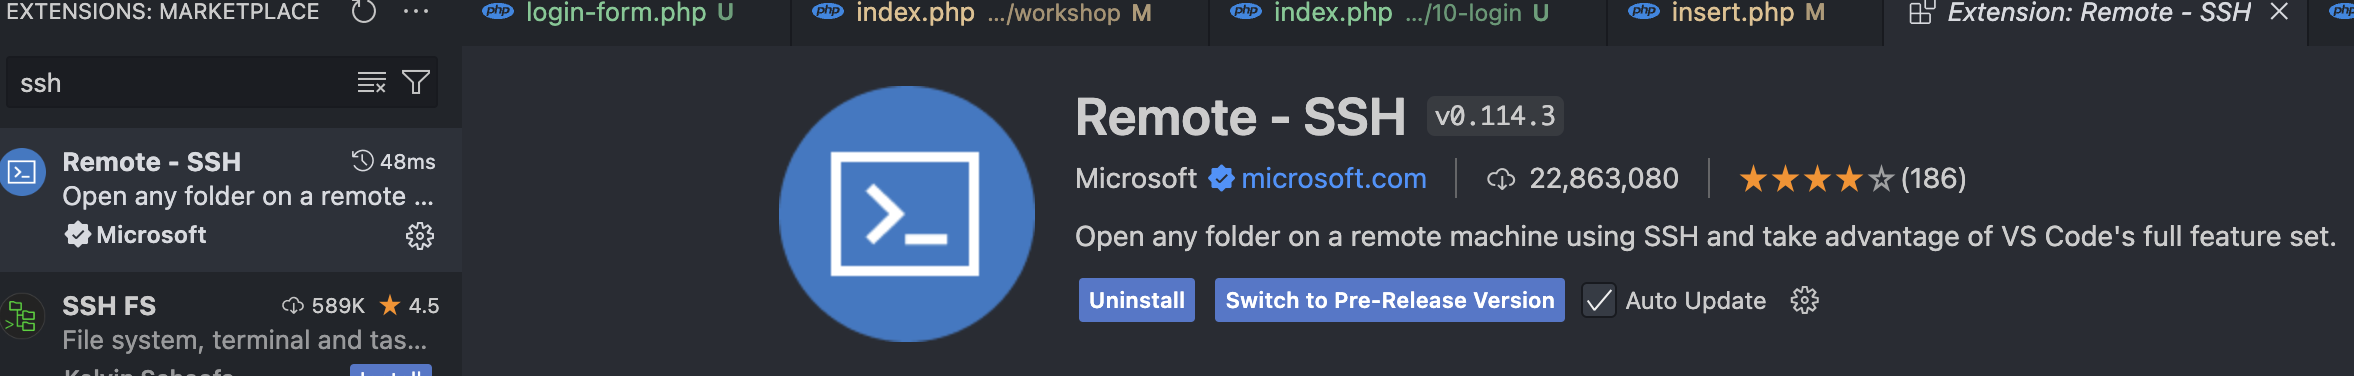 EXTENSIONS: MARKETPLACE
login-form.php U
index.php .../workshop M
index.php .../10-login U
insert.php M
Extension: Remote - SSH
ssh
Remote - SSH 48ms
Open any folder on a remote ...
Microsoft
SSH FS 589K 4.5
File system, terminal and tas...
Remote - SSH v0.114.3
Microsoft microsoft.com 22,863,080 (186)
Open any folder on a remote machine using SSH and take advantage of VS Code's full feature set.
Uninstall Switch to Pre-Release Version Auto Update